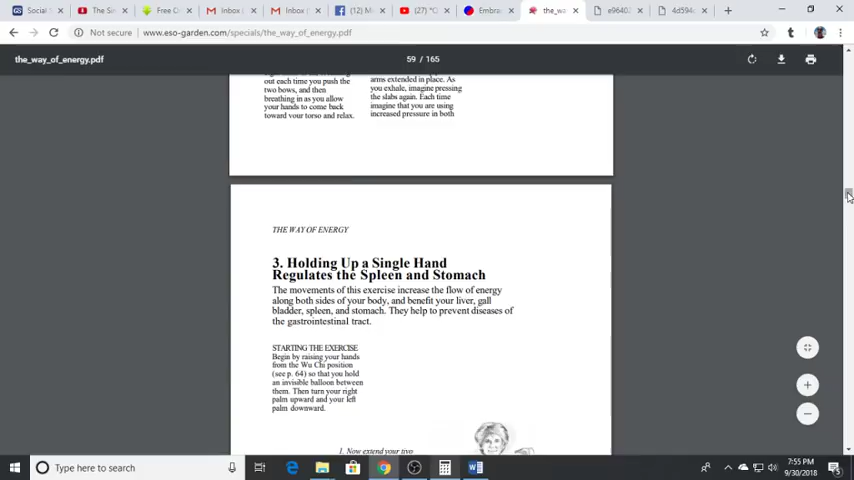 Social
The Sin
Free C
Inbox (
Inbox (
(12) M
(27) "Q
Embra
the_wa
e9640
4d594
Not secure
www.eso-garden.com/specials/the_way_of_energy.pdf
the_way_of_energy.pdf
59 / 165
out each time you push the
two bows, and then
breathing in as you allow
your hands to come back
toward your torso and relax.
arms extended in place. As
you exhale, imagine pressing
the slabs again. Each time
imagine that you are using
increased pressure in both
THE WAY OF ENERGY
3. Holding Up a Single Hand
Regulates the Spleen and Stomach
The movements of this exercise increase the flow of energy
along both sides of your body, and benefit your liver, gall
bladder, spleen, and stomach. They help to prevent diseases of
the gastrointestinal tract.
STARTING THE EXERCISE
Begin by raising your hands
from the Wu Chi position
(see p. 64) so that you hold
an invisible balloon between
them. Then turn your right
palm upward and your left
palm downward.
1. Now extend your two
Type here to search
7:55 PM
9/30/2018